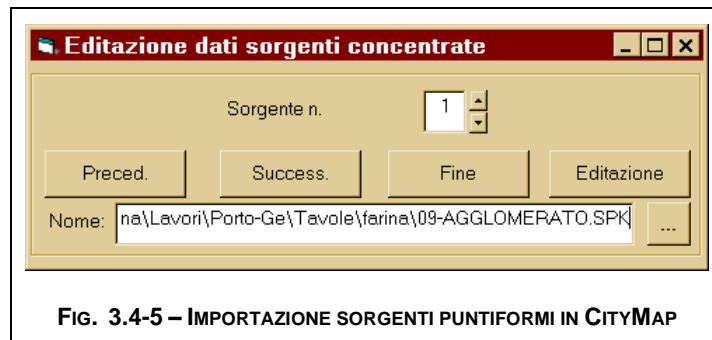 Editazione dati sorgenti concentrate
Sorgente n. 1
Preced. Success. Fine Editazione
Nome: na\Lavori\Porto-Ge\Tavole\farina\09-AGGLOMERATO.SPK ...
FIG. 3.4-5 – IMPORTAZIONE SORGENTI PUNTIFORMI IN CITYMAP